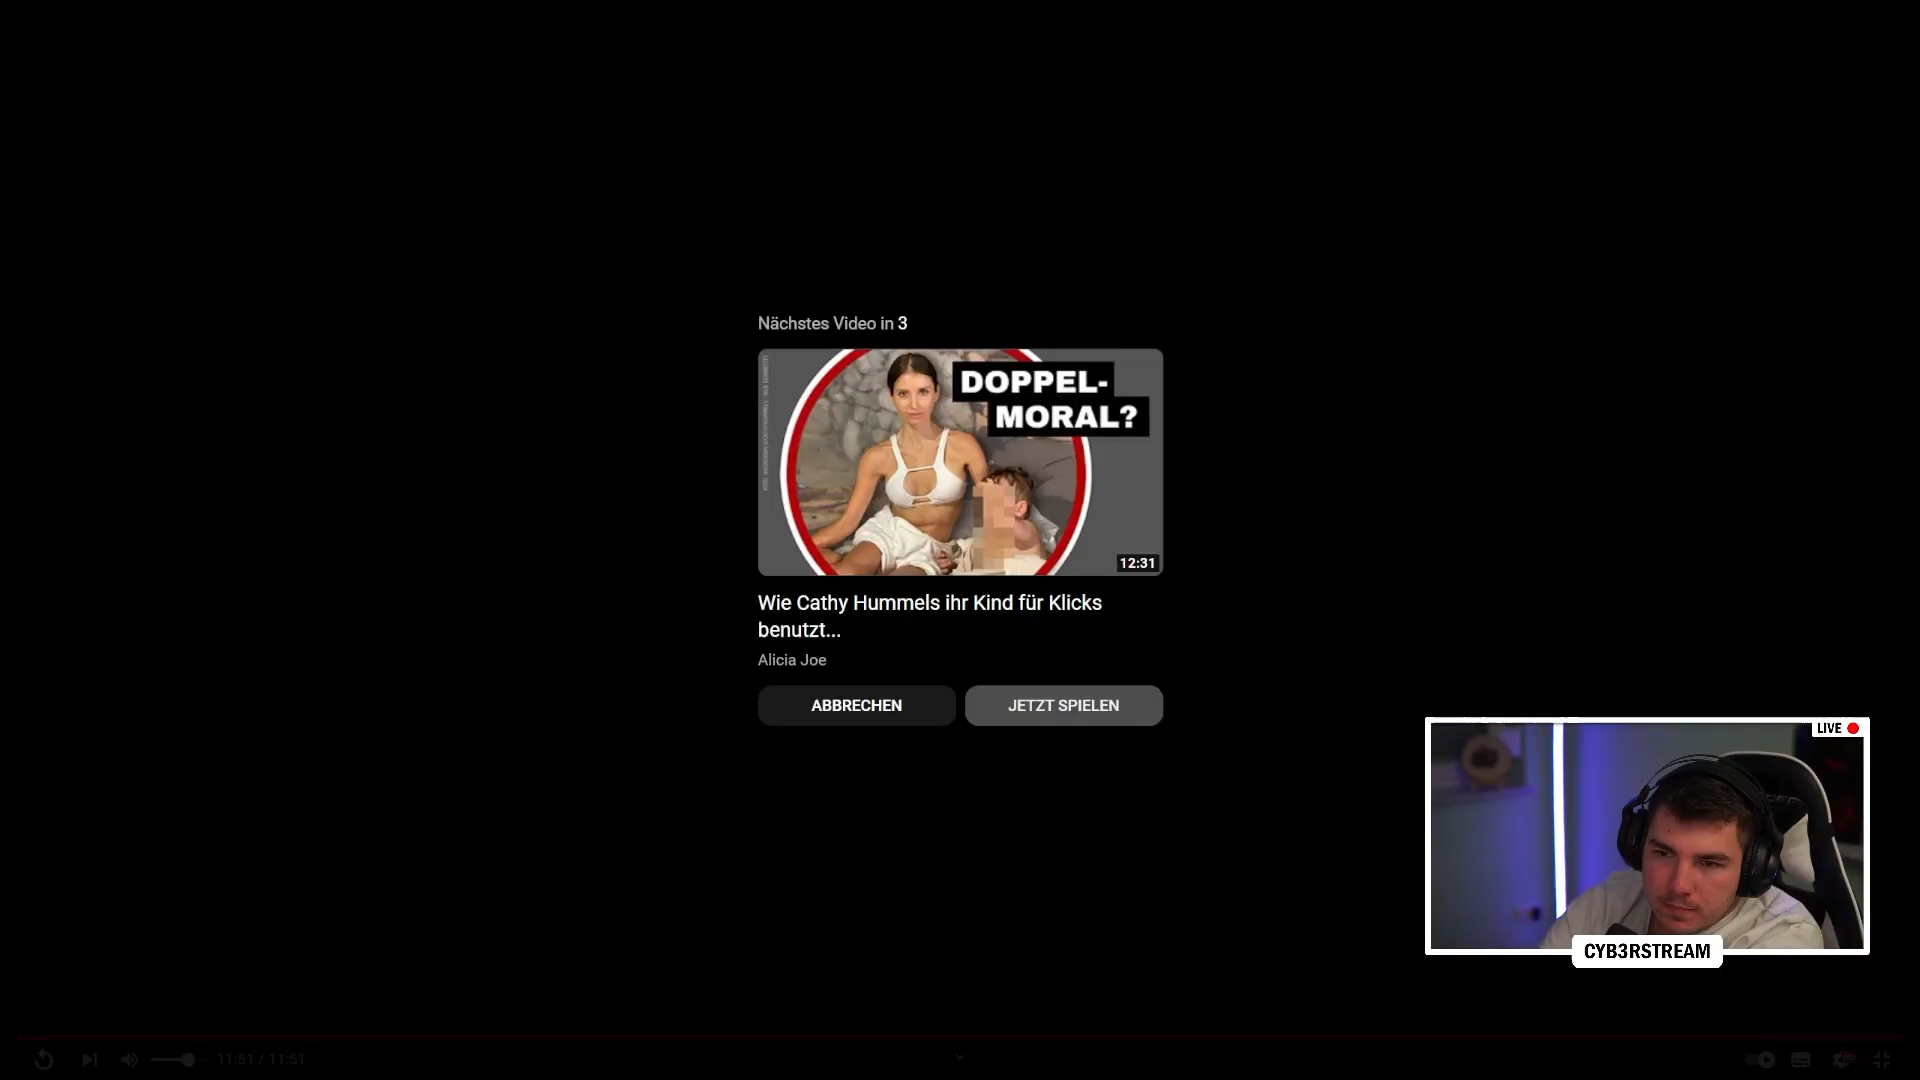 Nächstes Video in 3
DOPPEL-
MORAL?
12:31
Wie Cathy Hummels ihr Kind für Klicks
benutzt...
Alicia Joe
ABBRECHEN
JETZT SPIELEN
LIVE
CYB3RSTREAM
11:51 / 11:51